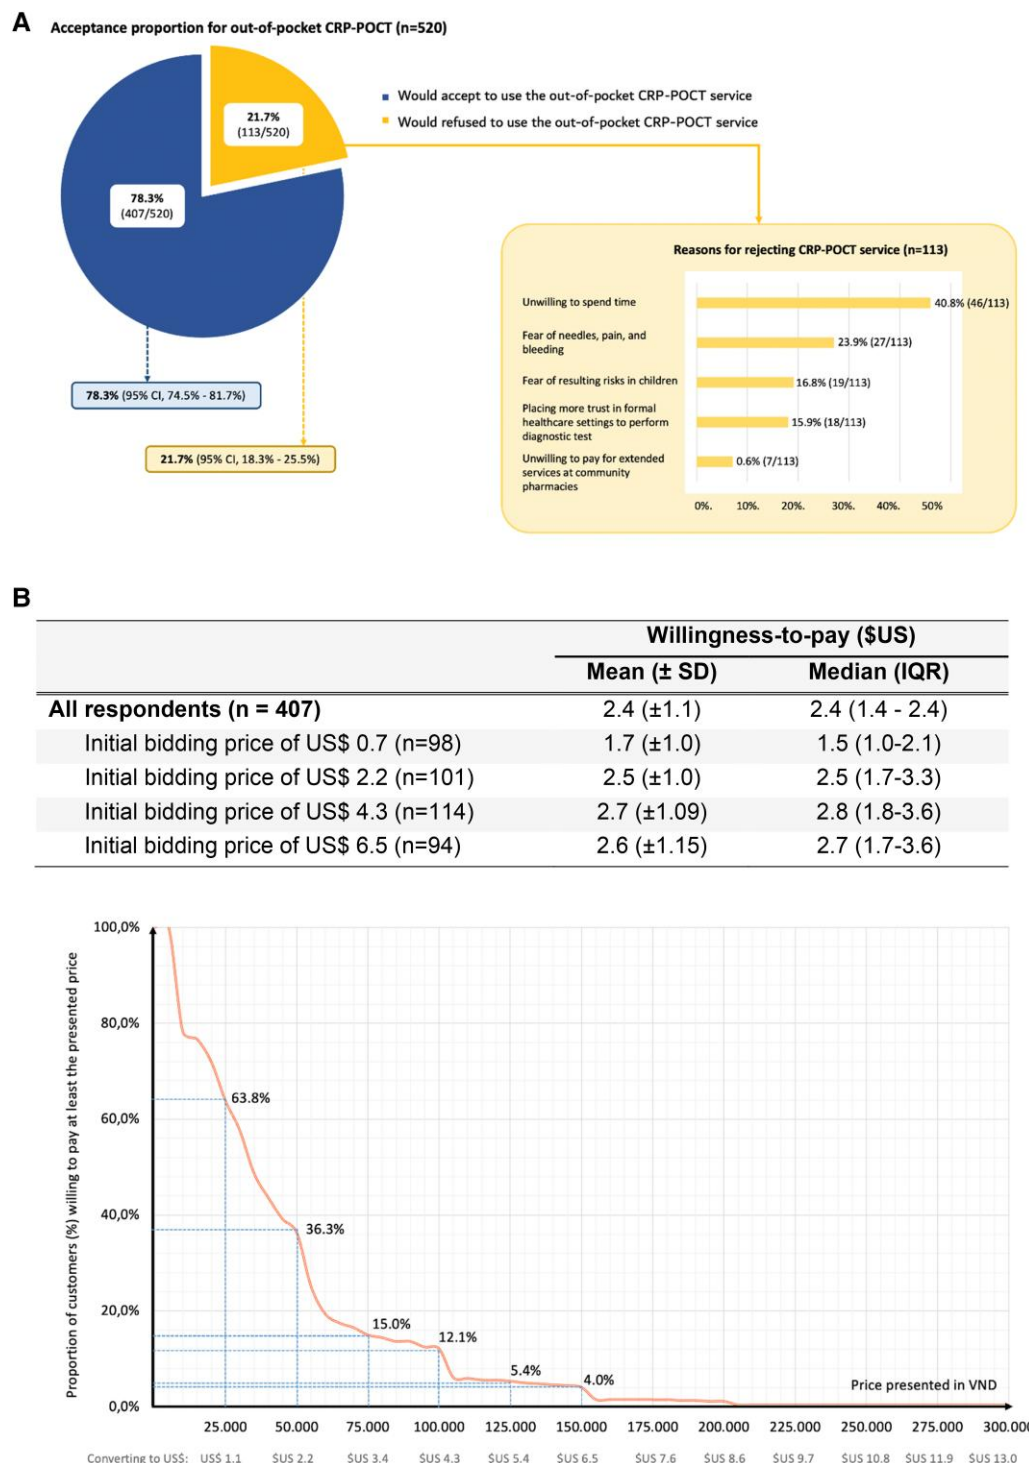 A
Acceptance proportion for out-of-pocket CRP-POCT (n=520)
21.7%
(113/520)
78.3%
(407/520)
Would accept to use the out-of-pocket CRP-POCT service
Would refused to use the out-of-pocket CRP-POCT service
78.3% (95% CI, 74.5% - 81.7%)
21.7% (95% CI, 18.3% - 25.5%)
Reasons for rejecting CRP-POCT service (n=113)
Unwilling to spend time
40.8% (46/113)
Fear of needles, pain, and
bleeding
23.9% (27/113)
Fear of resulting risks in children
16.8% (19/113)
Placing more trust in formal
healthcare settings to perform
diagnostic test
15.9% (18/113)
Unwilling to pay for extended
services at community
pharmacies
0.6% (7/113)
0%. 10%. 20%. 30%. 40%. 50%
B
Willingness-to-pay ($US)
Mean (± SD) Median (IQR)
All respondents (n = 407) 2.4 (±1.1) 2.4 (1.4 - 2.4)
Initial bidding price of US$ 0.7 (n=98) 1.7 (±1.0) 1.5 (1.0-2.1)
Initial bidding price of US$ 2.2 (n=101) 2.5 (±1.0) 2.5 (1.7-3.3)
Initial bidding price of US$ 4.3 (n=114) 2.7 (±1.09) 2.8 (1.8-3.6)
Initial bidding price of US$ 6.5 (n=94) 2.6 (±1.15) 2.7 (1.7-3.6)
Proportion of customers (%) willing to pay at least the presented price
100,0%
80,0%
60,0%
40,0%
20,0%
0,0%
63.8%
36.3%
15.0%
12.1%
5.4%
4.0%
Price presented in VND
25.000 50.000 75.000 100.000 125.000 150.000 175.000 200.000 225.000 250.000 275.000 300.00
Converting to US$: US$ 1.1 $US 2.2 $US 3.4 $US 4.3 $US 5.4 $US 6.5 $US 7.6 $US 8.6 $US 9.7 $US 10.8 $US 11.9 $US 13.0